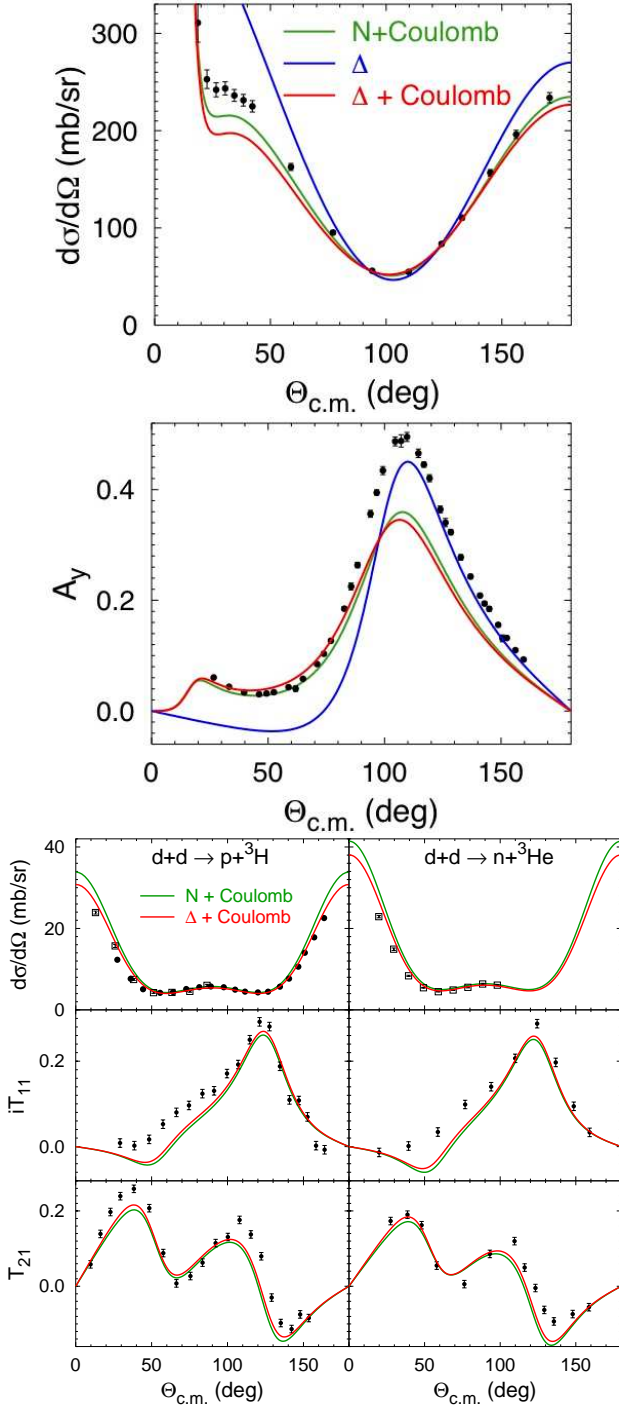 300
200
100
0
dσ/dΩ (mb/sr)
N+Coulomb
Δ
Δ + Coulomb
0 50 100 150
Θc.m. (deg)
0.4
0.2
0.0
Ay
0 50 100 150
Θc.m. (deg)
40
20
0
dσ/dΩ (mb/sr)
d+d → p+³H
d+d → n+³He
N + Coulomb
Δ + Coulomb
0.2
0.0
iT11
0.2
0.0
T21
0 50 100 150 0 50 100 150
Θc.m. (deg) Θc.m. (deg)